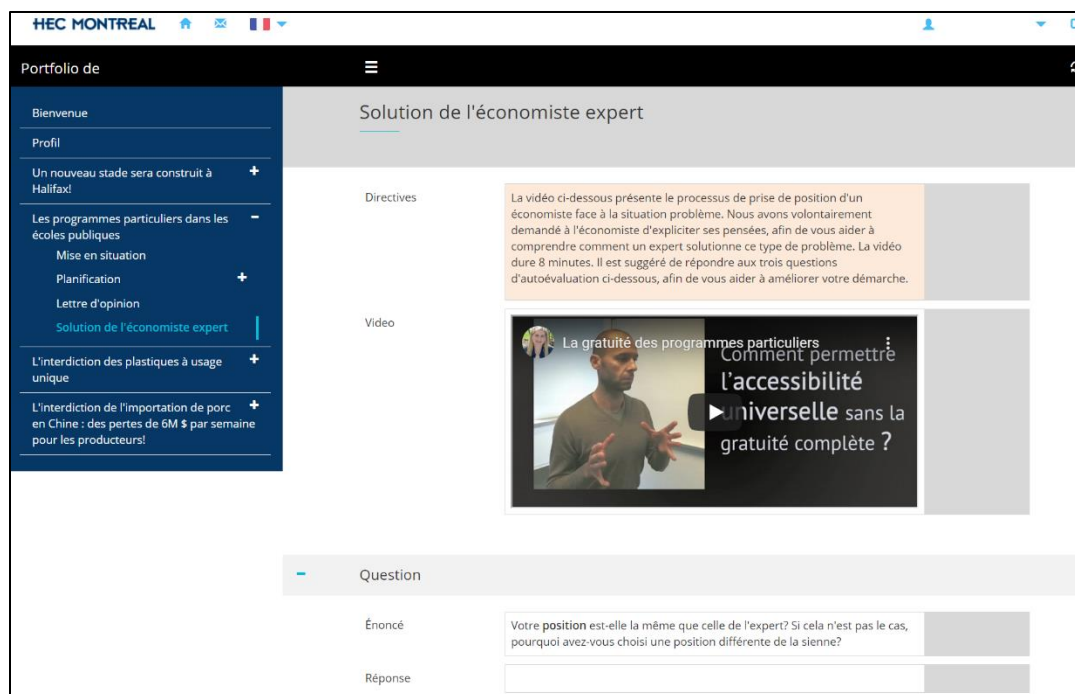 HEC MONTREAL
Portfolio de
Bienvenue
Profil
Un nouveau stade sera construit à
Halifax!
Les programmes particuliers dans les
écoles publiques
Mise en situation
Planification
Lettre d'opinion
Solution de l'économiste expert
L'interdiction des plastiques à usage
unique
L'interdiction de l'importation de porc
en Chine : des pertes de 6M $ par semaine
pour les producteurs!
Solution de l'économiste expert
Directives
La vidéo ci-dessous présente le processus de prise de position d'un
économiste face à la situation problème. Nous avons volontairement
demandé à l'économiste d'expliciter ses pensées, afin de vous aider à
comprendre comment un expert solutionne ce type de problème. La vidéo
dure 8 minutes. Il est suggéré de répondre aux trois questions
d'autoévaluation ci-dessous, afin de vous aider à améliorer votre démarche.
Video
La gratuité des programmes particuliers
Comment permettre
l'accessibilité
universelle sans la
gratuité complète ?
Question
Énoncé
Votre position est-elle la même que celle de l'expert? Si cela n'est pas le cas,
pourquoi avez-vous choisi une position différente de la sienne?
Réponse